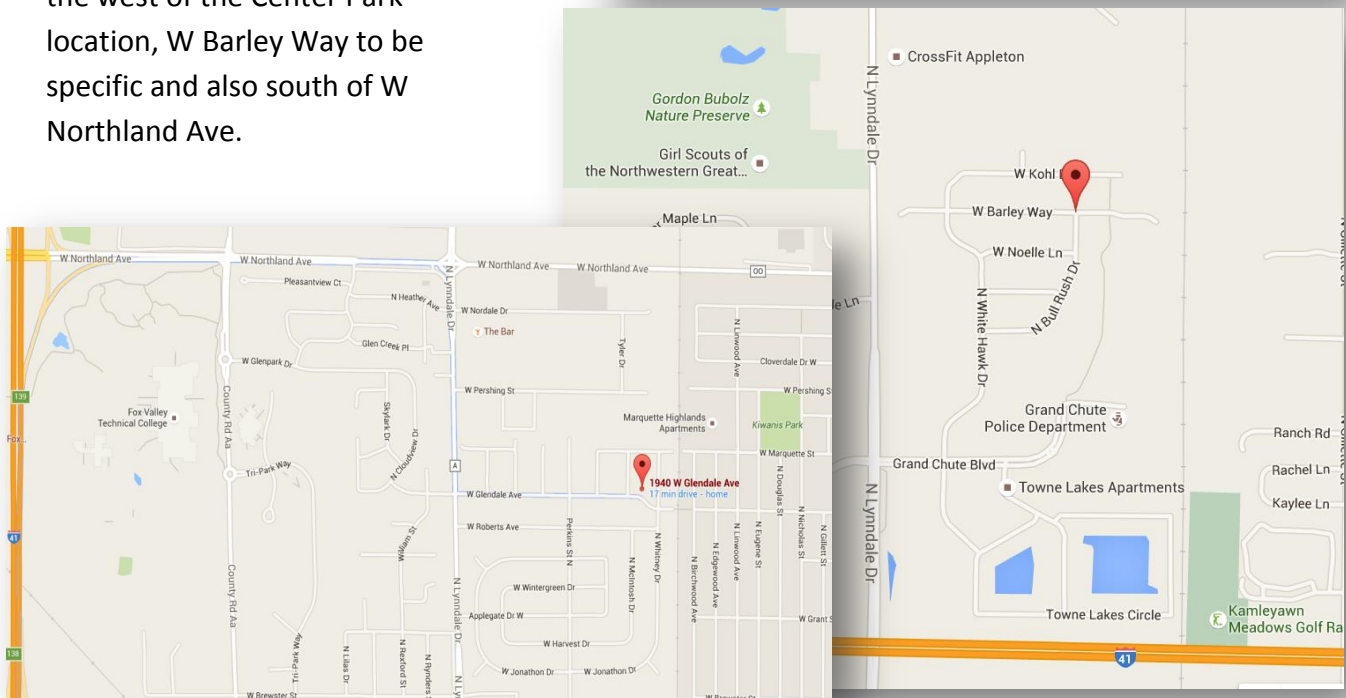 the west of the Center Park
location, W Barley Way to be
specific and also south of W
Northland Ave.
CrossFit Appleton
N Lynndale Dr
Gordon Bubolz
Nature Preserve
Girl Scouts of
the Northwestern Great...
W Kohl
Maple Ln
W Barley Way
W Noelle Ln
N Bull Rush Dr
N White Hawk Dr
Grand Chute
Police Department
Grand Chute Blvd
Towne Lakes Apartments
N Lynndale Dr
Towne Lakes Circle
Ranch Rd
Rachel Ln
Kaylee Ln
Kamleyawn
Meadows Golf Ra
41
W Northland Ave
W Northland Ave
W Northland Ave
W Northland Ave
OO
Pleasantview Ct
N Heather Ave
N Lynndale Dr
W Nordale Dr
The Bar
Glen Creek Pl
Tyler Dr
N Linwood Ave
Cloverdale Dr W
W Glenpark Dr
W Pershing St
W Pershing S
139
Fox Valley
Technical College
Fox...
County Rd Aa
Skylark Dr
N Cloudview Dr
Marquette Highlands
Apartments
Kiwanis Park
W Marquette St
Tri-Park Way
A
1940 W Glendale Ave
17 min drive - home
W Glendale Ave
N Douglas St
N Nicholas St
N Gillett St
W Roberts Ave
Perkins St N
N McIntosh Dr
N Whitney Dr
N Birchwood Ave
N Edgewood Ave
N Linwood Ave
N Eugene St
41
County Rd Aa
N Lynndale Dr
W Wintergreen Dr
Applegate Dr W
W Grant S
W Harvest Dr
Tri-Park Way
N Lilas Dr
N Rexford St
N Rynders S
N Ly
W Jonathon Dr
W Jonathon Dr
138
W Brewster St
W Brewster St